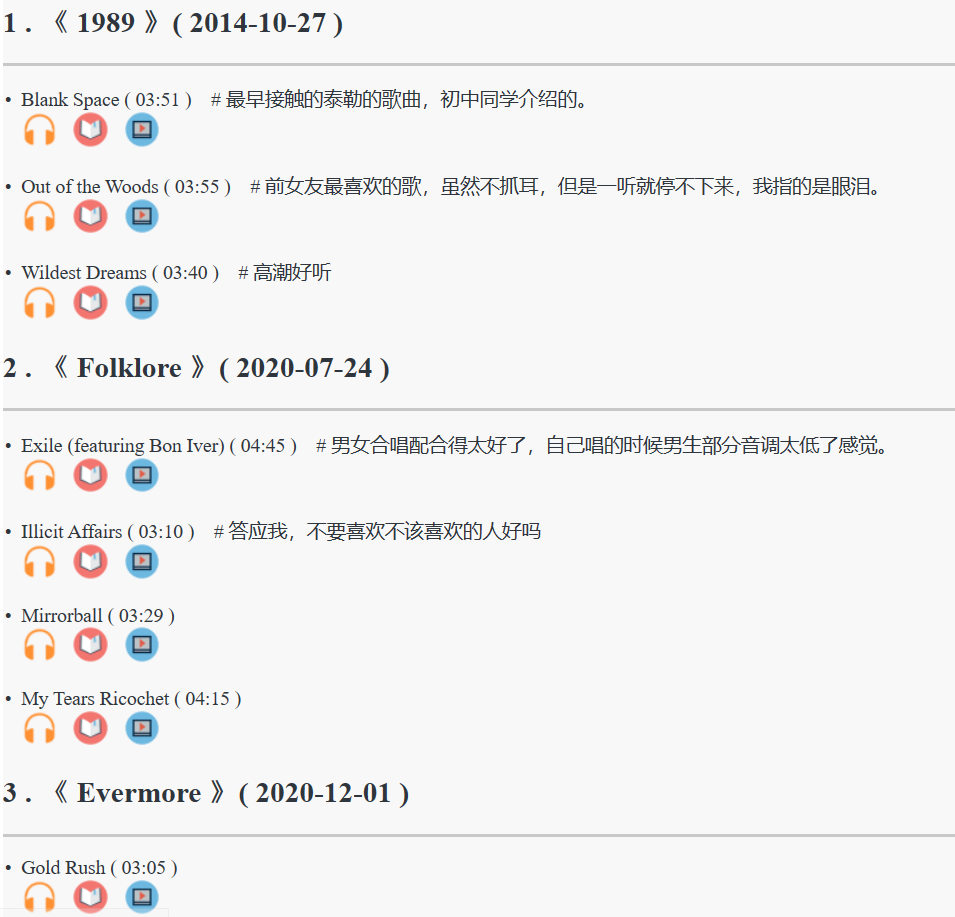 1 . 《 1989 》( 2014-10-27 )
• Blank Space ( 03:51 ) # 最早接触的泰勒的歌曲，初中同学介绍的。
• Out of the Woods ( 03:55 ) # 前女友最喜欢的歌，虽然不抓耳，但是一听就停不下来，我指的是眼泪。
• Wildest Dreams ( 03:40 ) # 高潮好听
2 . 《 Folklore 》( 2020-07-24 )
• Exile (featuring Bon Iver) ( 04:45 ) # 男女合唱配合得太好了，自己唱的时候男生部分音调太低了感觉。
• Illicit Affairs ( 03:10 ) # 答应我，不要喜欢不该喜欢的人好吗
• Mirrorball ( 03:29 )
• My Tears Ricochet ( 04:15 )
3 . 《 Evermore 》( 2020-12-01 )
• Gold Rush ( 03:05 )